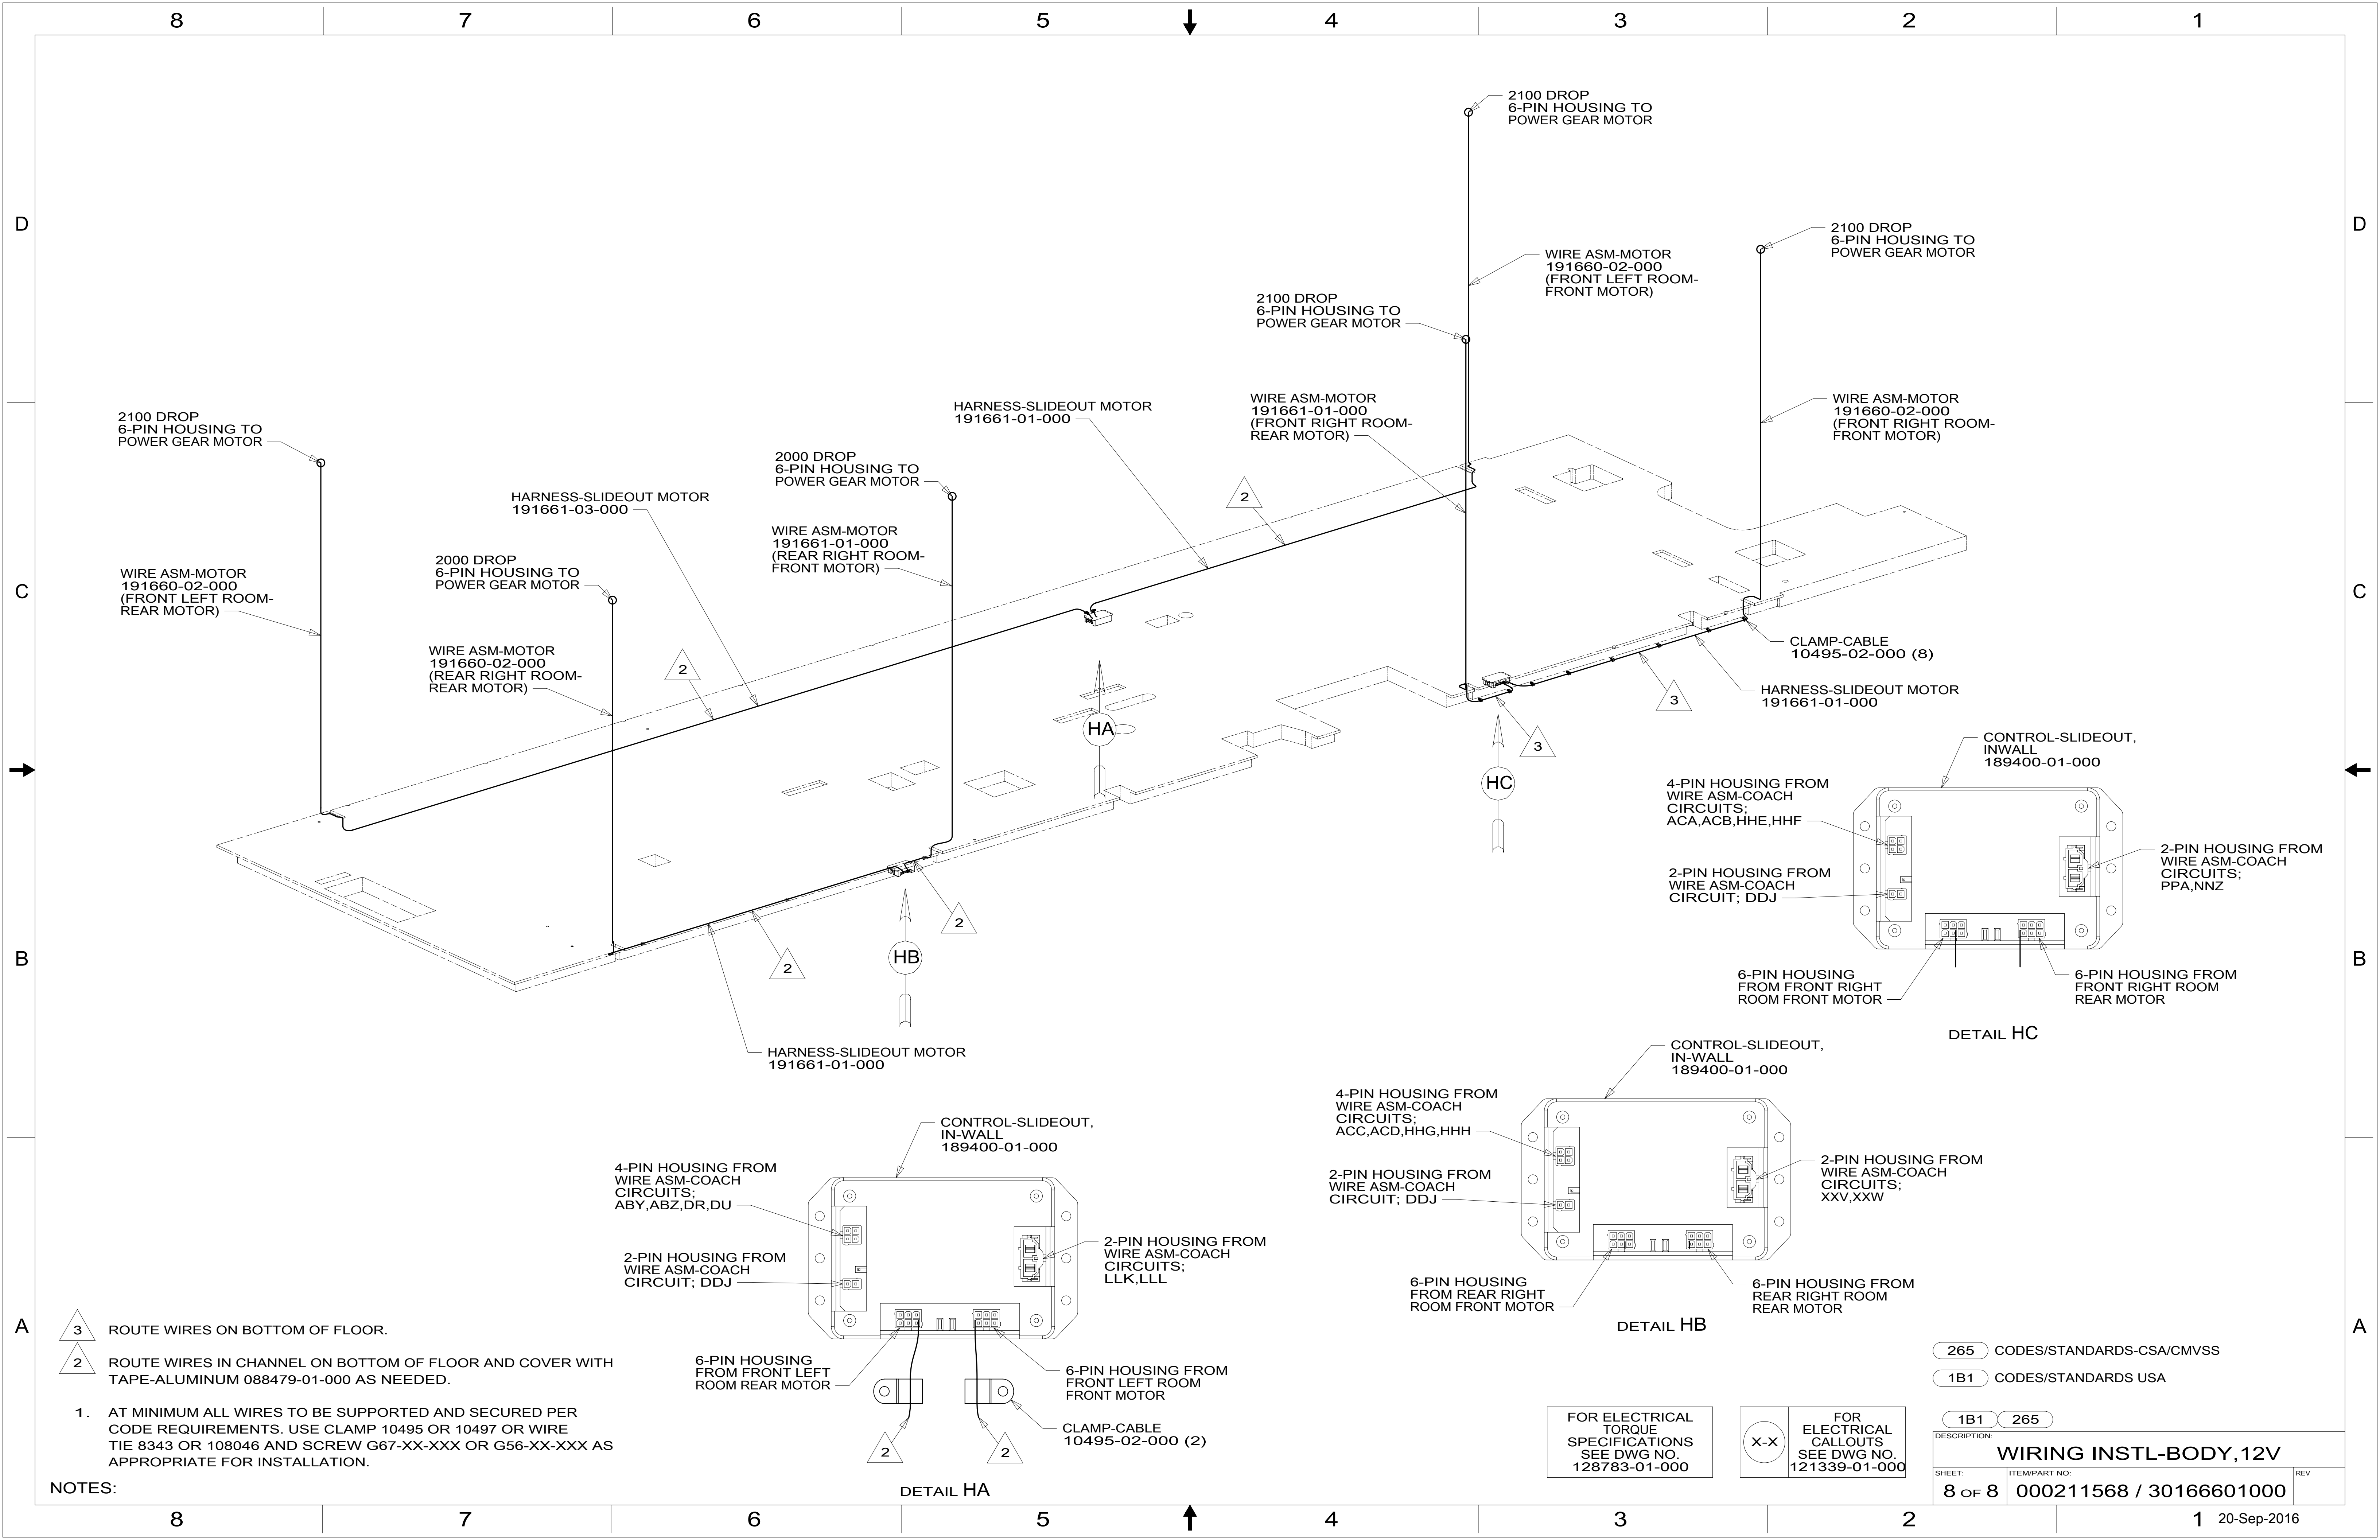 8 7 6 5 4 3 2 1
D
D
C
C
B
B
A
A
2100 DROP
6-PIN HOUSING TO
POWER GEAR MOTOR
2100 DROP
6-PIN HOUSING TO
POWER GEAR MOTOR
WIRE ASM-MOTOR
191660-02-000
(FRONT LEFT ROOM-
FRONT MOTOR)
2100 DROP
6-PIN HOUSING TO
POWER GEAR MOTOR
WIRE ASM-MOTOR
191661-01-000
(FRONT RIGHT ROOM-
REAR MOTOR)
WIRE ASM-MOTOR
191660-02-000
(FRONT RIGHT ROOM-
FRONT MOTOR)
HARNESS-SLIDEOUT MOTOR
191661-01-000
2100 DROP
6-PIN HOUSING TO
POWER GEAR MOTOR
2000 DROP
6-PIN HOUSING TO
POWER GEAR MOTOR
HARNESS-SLIDEOUT MOTOR
191661-03-000
2
WIRE ASM-MOTOR
191661-01-000
(REAR RIGHT ROOM-
FRONT MOTOR)
2000 DROP
6-PIN HOUSING TO
POWER GEAR MOTOR
WIRE ASM-MOTOR
191660-02-000
(FRONT LEFT ROOM-
REAR MOTOR)
WIRE ASM-MOTOR
191660-02-000
(REAR RIGHT ROOM-
REAR MOTOR)
2
CLAMP-CABLE
10495-02-000 (8)
HARNESS-SLIDEOUT MOTOR
191661-01-000
3
3
HA
HC
HB
2
2
HARNESS-SLIDEOUT MOTOR
191661-01-000
CONTROL-SLIDEOUT,
INWALL
189400-01-000
4-PIN HOUSING FROM
WIRE ASM-COACH
CIRCUITS;
ACA,ACB,HHE,HHF
2-PIN HOUSING FROM
WIRE ASM-COACH
CIRCUIT; DDJ
2-PIN HOUSING FROM
WIRE ASM-COACH
CIRCUITS;
PPA,NNZ
6-PIN HOUSING
FROM FRONT RIGHT
ROOM FRONT MOTOR
6-PIN HOUSING FROM
FRONT RIGHT ROOM
REAR MOTOR
DETAIL HC
CONTROL-SLIDEOUT,
IN-WALL
189400-01-000
4-PIN HOUSING FROM
WIRE ASM-COACH
CIRCUITS;
ACC,ACD,HHG,HHH
2-PIN HOUSING FROM
WIRE ASM-COACH
CIRCUIT; DDJ
2-PIN HOUSING FROM
WIRE ASM-COACH
CIRCUITS;
XXV,XXW
6-PIN HOUSING
FROM REAR RIGHT
ROOM FRONT MOTOR
6-PIN HOUSING FROM
REAR RIGHT ROOM
REAR MOTOR
DETAIL HB
CONTROL-SLIDEOUT,
IN-WALL
189400-01-000
4-PIN HOUSING FROM
WIRE ASM-COACH
CIRCUITS;
ABY,ABZ,DR,DU
2-PIN HOUSING FROM
WIRE ASM-COACH
CIRCUIT; DDJ
2-PIN HOUSING FROM
WIRE ASM-COACH
CIRCUITS;
LLK,LLL
6-PIN HOUSING
FROM FRONT LEFT
ROOM REAR MOTOR
6-PIN HOUSING FROM
FRONT LEFT ROOM
FRONT MOTOR
CLAMP-CABLE
10495-02-000 (2)
2
2
DETAIL HA
3 ROUTE WIRES ON BOTTOM OF FLOOR.
2 ROUTE WIRES IN CHANNEL ON BOTTOM OF FLOOR AND COVER WITH
TAPE-ALUMINUM 088479-01-000 AS NEEDED.
1. AT MINIMUM ALL WIRES TO BE SUPPORTED AND SECURED PER
CODE REQUIREMENTS. USE CLAMP 10495 OR 10497 OR WIRE
TIE 8343 OR 108046 AND SCREW G67-XX-XXX OR G56-XX-XXX AS
APPROPRIATE FOR INSTALLATION.
NOTES:
FOR ELECTRICAL
TORQUE
SPECIFICATIONS
SEE DWG NO.
128783-01-000
X-X
FOR
ELECTRICAL
CALLOUTS
SEE DWG NO.
121339-01-000
265 CODES/STANDARDS-CSA/CMVSS
1B1 CODES/STANDARDS USA
1B1 265
DESCRIPTION:
WIRING INSTL-BODY,12V
SHEET:
8 OF 8
ITEM/PART NO:
000211568 / 30166601000
REV
8 7 6 5 4 3 2 1
20-Sep-2016